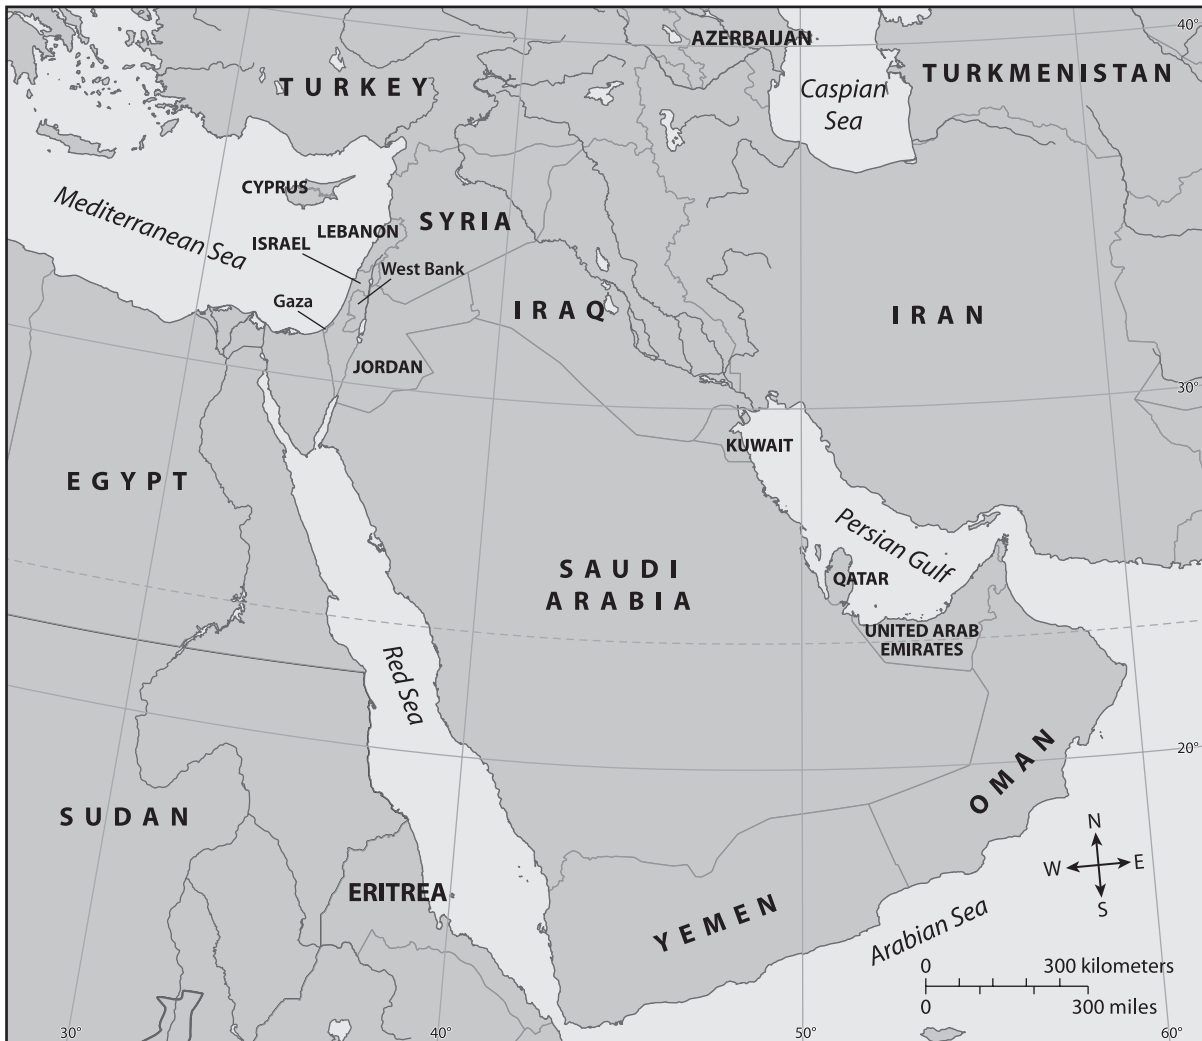 AZERBAIJAN
40°
TURKMENISTAN
TURKEY
Caspian
Sea
CYPRUS
Mediterranean Sea
SYRIA
LEBANON
ISRAEL
West Bank
Gaza
IRAQ
IRAN
JORDAN
30°
KUWAIT
EGYPT
Persian Gulf
SAUDI
ARABIA
QATAR
UNITED ARAB
EMIRATES
Red Sea
20°
OMAN
SUDAN
N
W
E
S
ERITREA
YEMEN
Arabian Sea
0 300 kilometers
0 300 miles
30°
40°
50°
60°